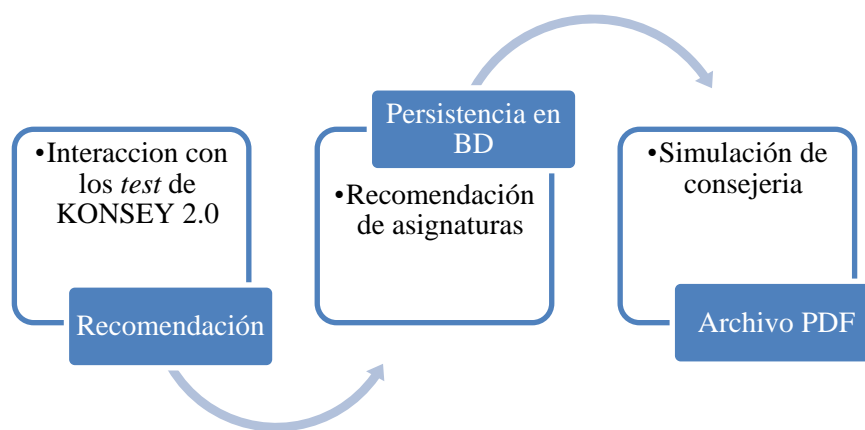 •Interaccion con
los test de
KONSEY 2.0
Recomendación
Persistencia en
BD
•Recomendación
de asignaturas
•Simulación de
consejeria
Archivo PDF